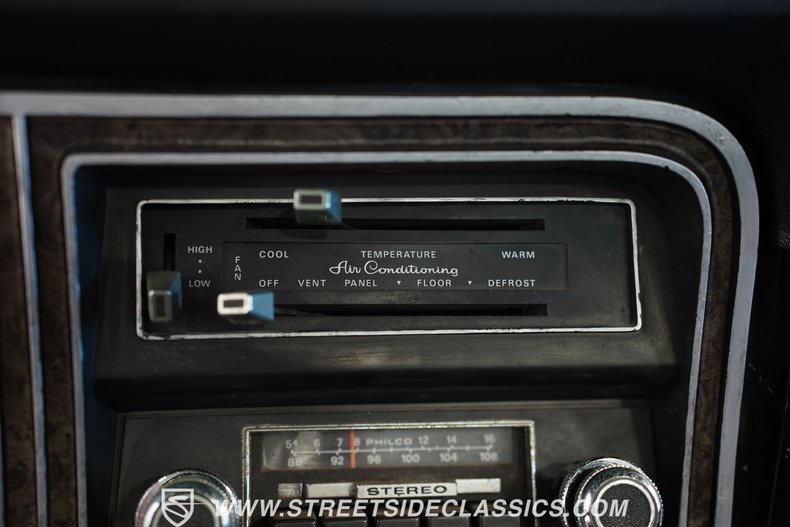 HIGH
LOW
FAN
COOL TEMPERATURE WARM
Air Conditioning
OFF VENT PANEL ▼ FLOOR ▼ DEFROST
54 6 7 8 PHILCO 12 14 16
88 92 96 100 104 108
STEREO
WWW.STREETSIDECLASSICS.COM